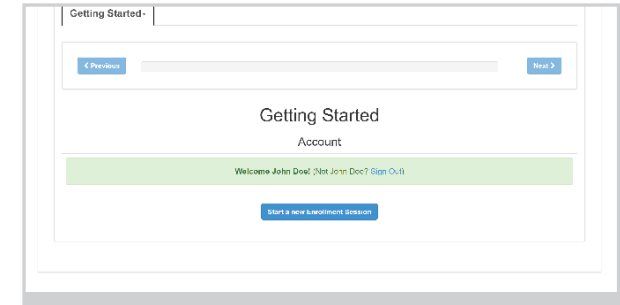 Getting Started-
Previous
Next
Getting Started
Account
Welcome John Doe! (Not John Doe? Sign Out)
Start a new Enrollment Session